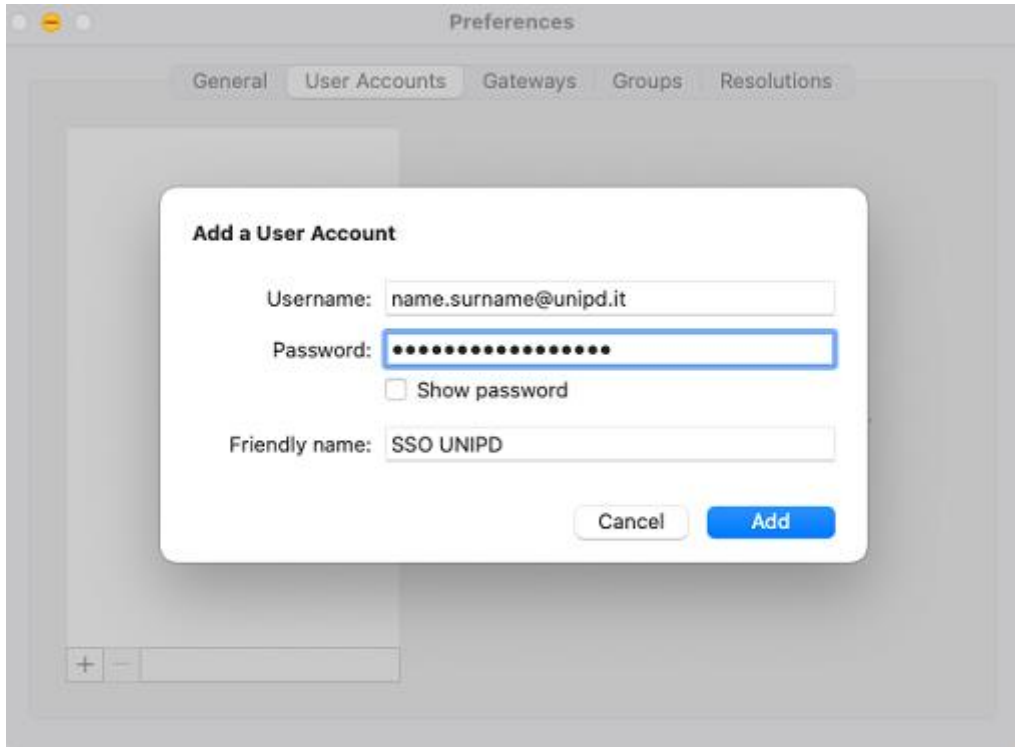 Preferences
General User Accounts Gateways Groups Resolutions
Add a User Account
Username: name.surname@unipd.it
Password: •••••••••••••••••
Show password
Friendly name: SSO UNIPD
Cancel Add